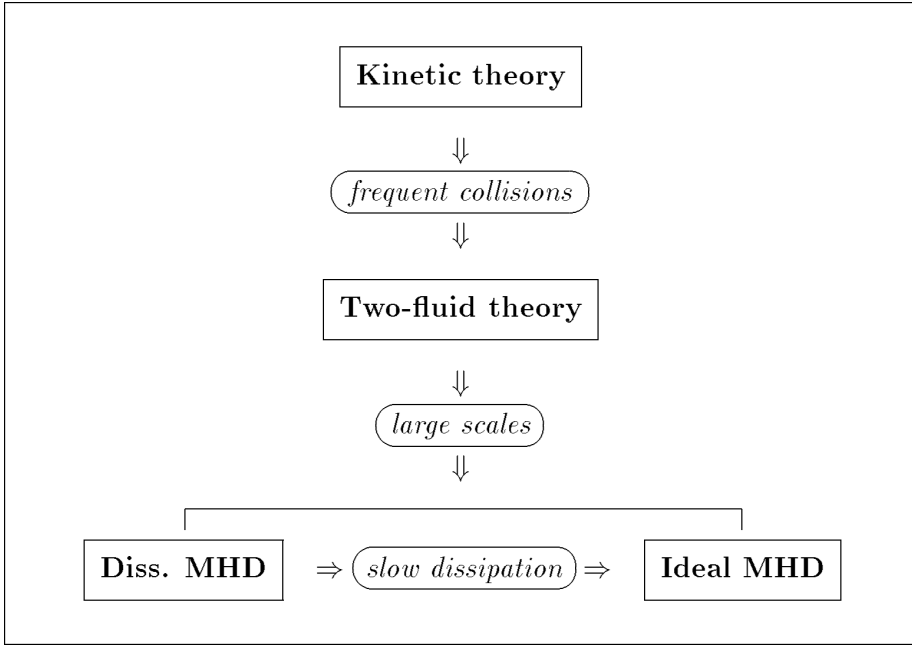 Kinetic theory
⇓
frequent collisions
⇓
Two-fluid theory
⇓
large scales
⇓
Diss. MHD ⇒ slow dissipation ⇒ Ideal MHD